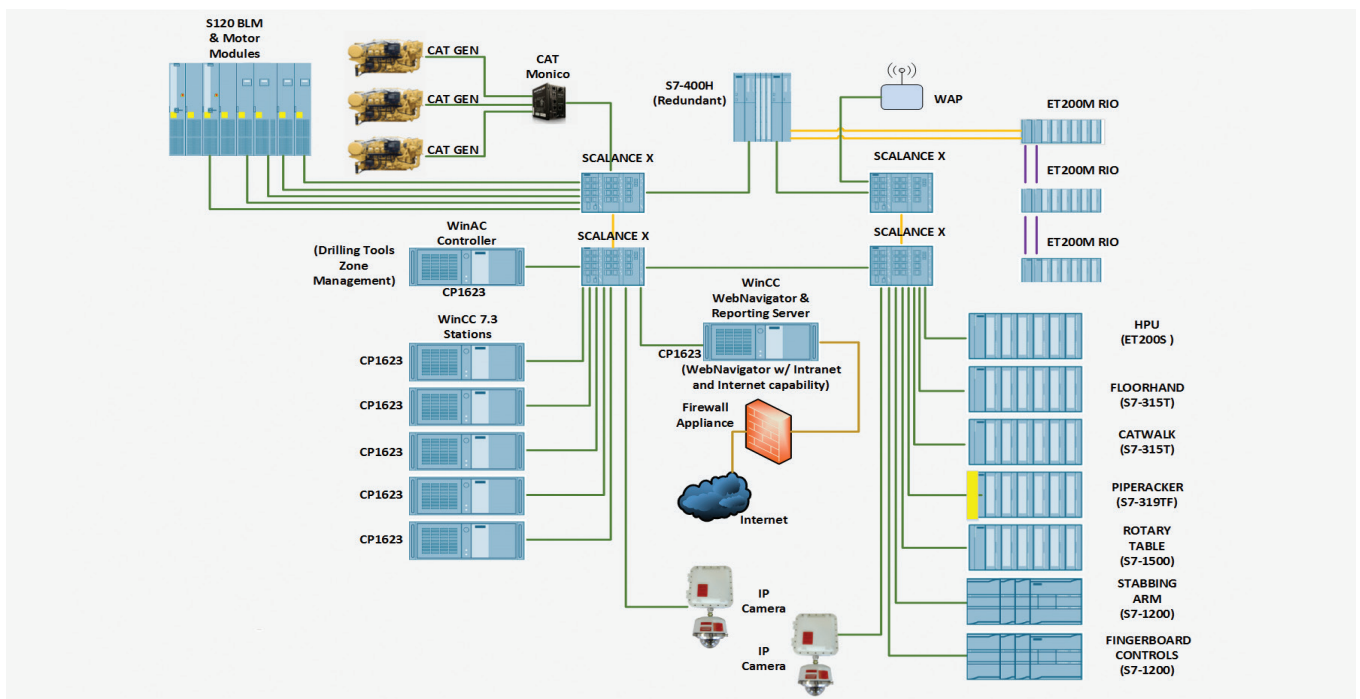 S120 BLM
& Motor
Modules
CAT GEN
CAT GEN
CAT GEN
CAT
Monico
S7-400H
(Redundant)
WAP
ET200M RIO
ET200M RIO
ET200M RIO
SCALANCE X
SCALANCE X
SCALANCE X
SCALANCE X
WinAC
Controller
(Drilling Tools
Zone
Management)
CP1623
WinCC 7.3
Stations
CP1623
CP1623
CP1623
CP1623
CP1623
WinCC
WebNavigator &
Reporting Server
CP1623
(WebNavigator w/ Intranet
and Internet capability)
Firewall
Appliance
Internet
IP
Camera
IP
Camera
HPU
(ET200S )
FLOORHAND
(S7-315T)
CATWALK
(S7-315T)
PIPERACKER
(S7-319TF)
ROTARY
TABLE
(S7-1500)
STABBING
ARM
(S7-1200)
FINGERBOARD
CONTROLS
(S7-1200)